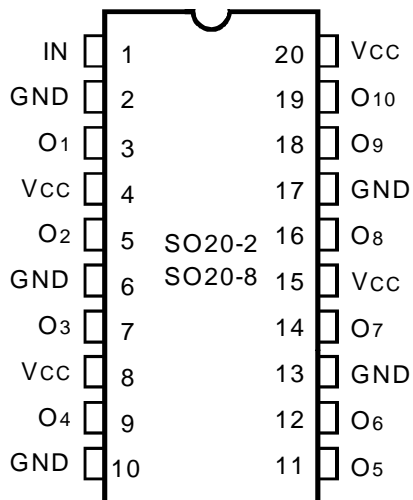 IN 1 20 VCC
GND 2 19 O10
O1 3 18 O9
VCC 4 17 GND
O2 5 SO20-2 16 O8
GND 6 SO20-8 15 VCC
O3 7 14 O7
VCC 8 13 GND
O4 9 12 O6
GND 10 11 O5